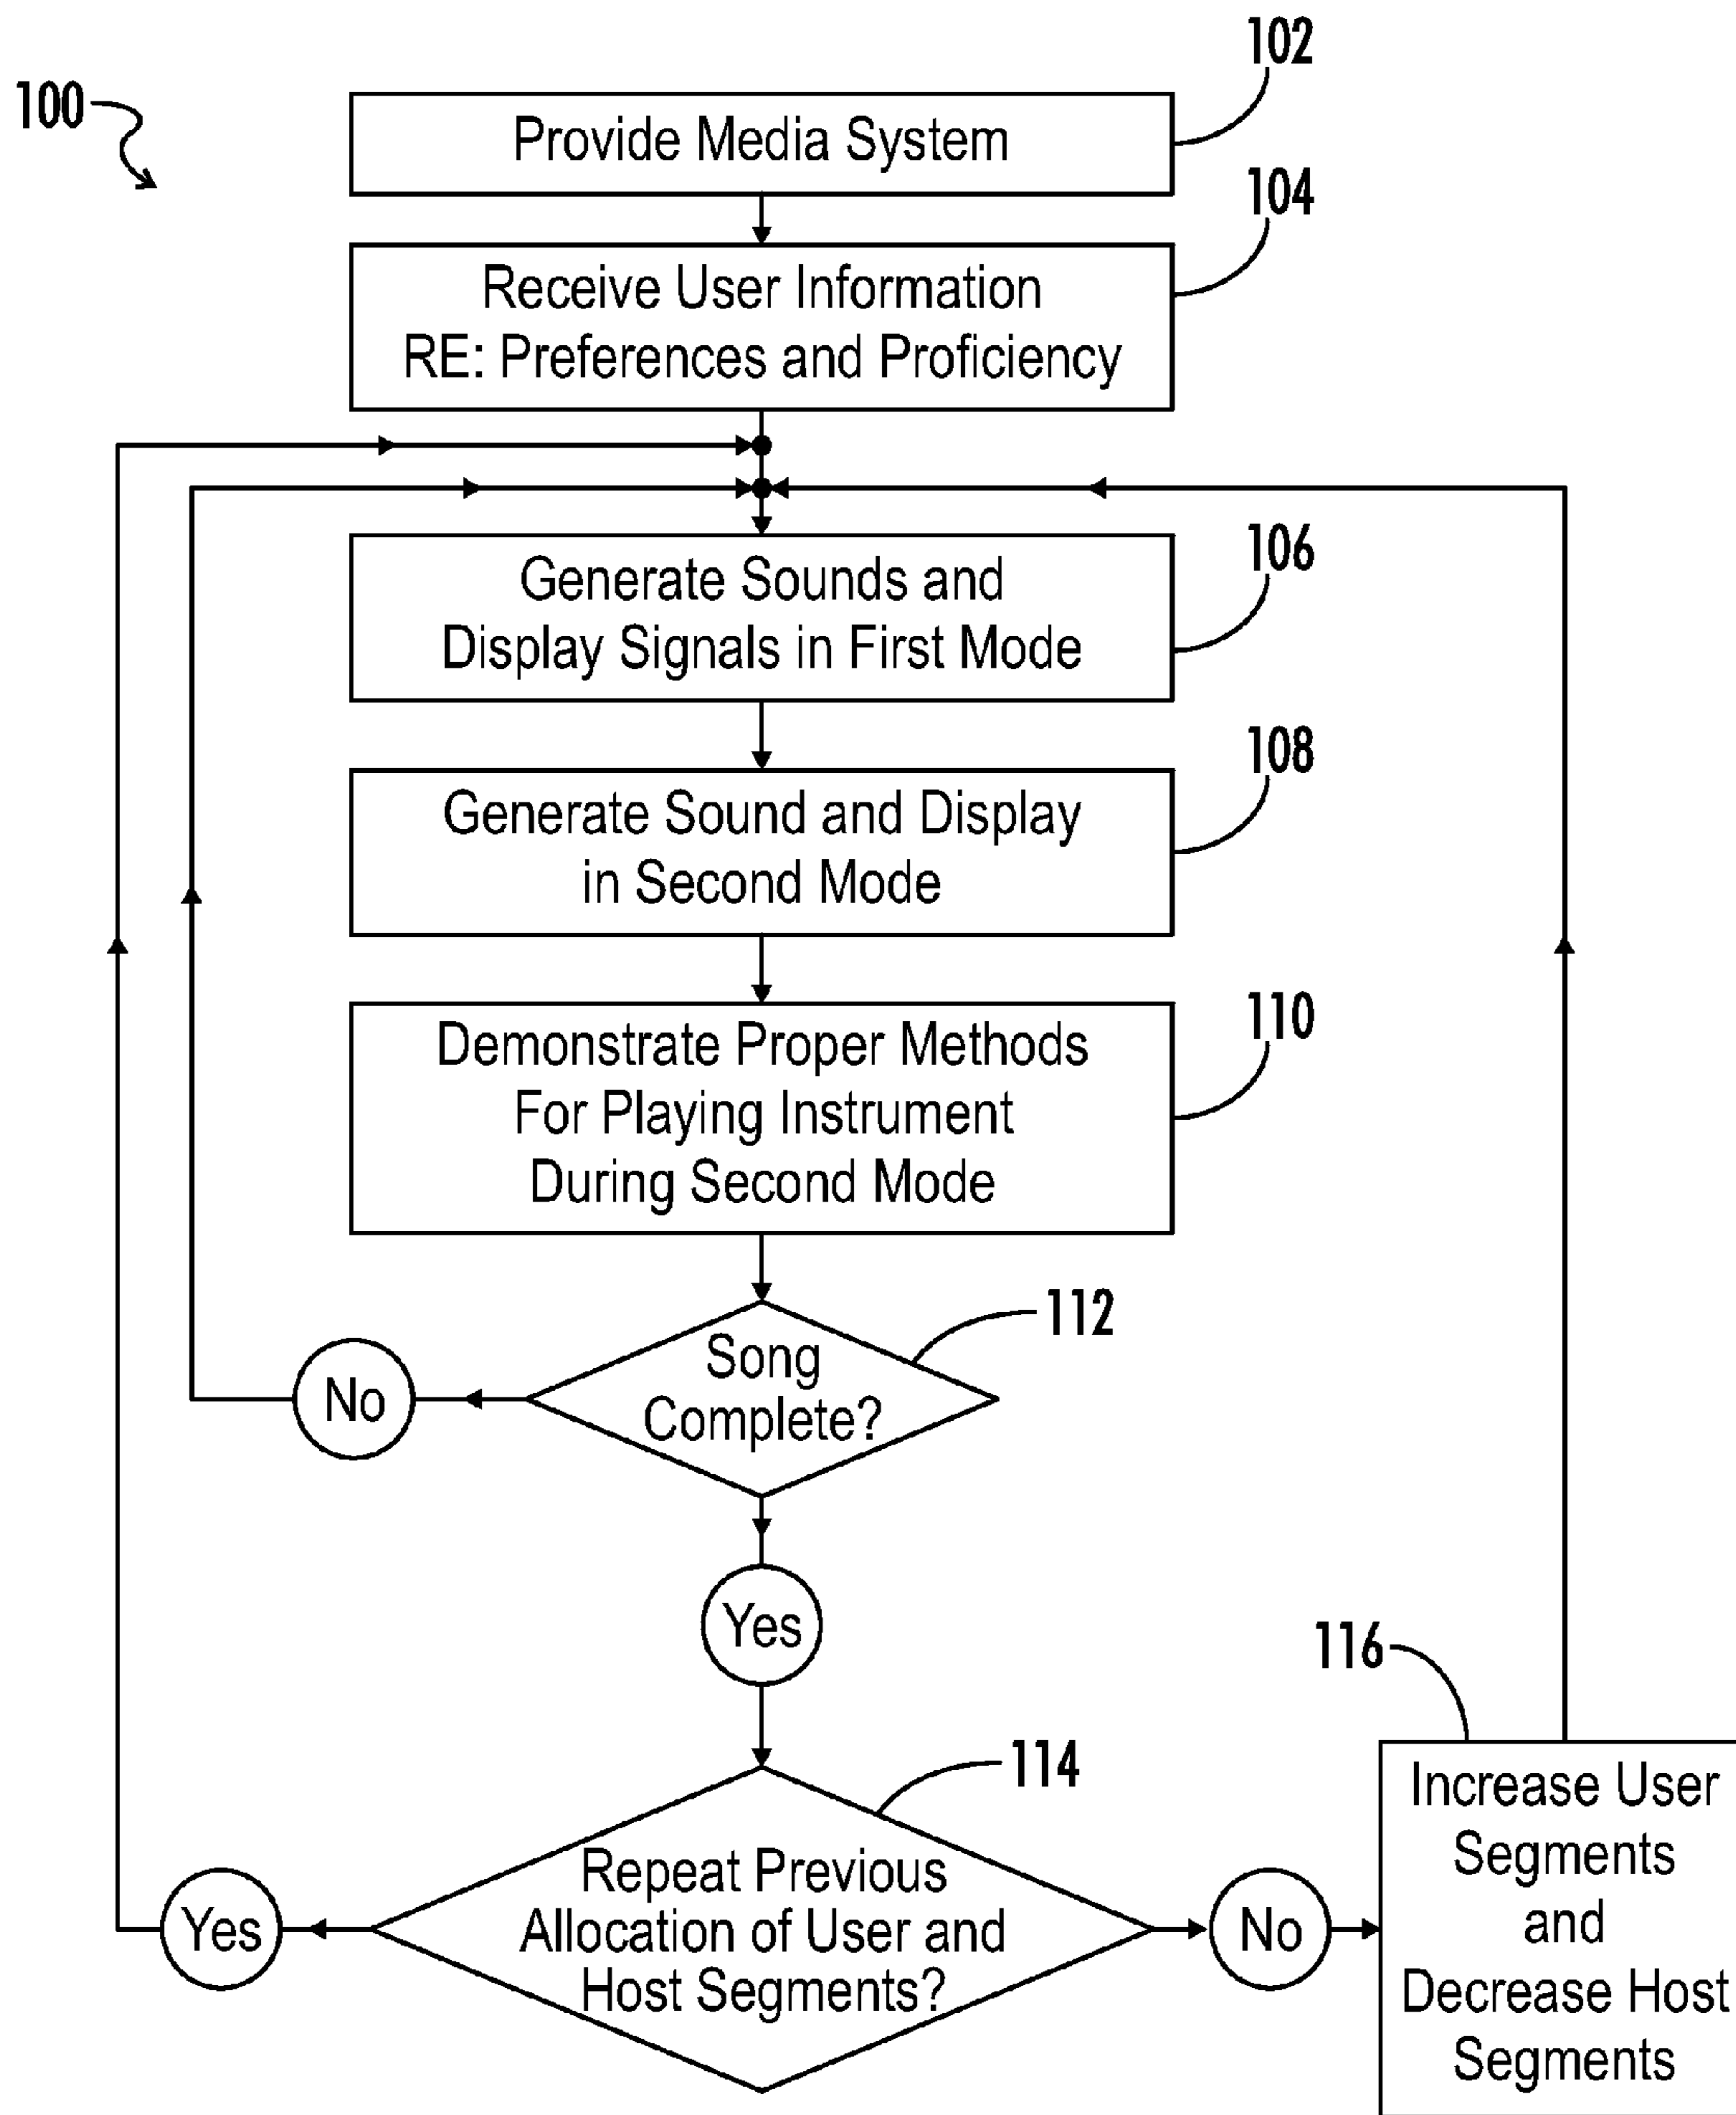 102
100
Provide Media System
104
Receive User Information
RE: Preferences and Proficiency
106
Generate Sounds and
Display Signals in First Mode
108
Generate Sound and Display
in Second Mode
110
Demonstrate Proper Methods
For Playing Instrument
During Second Mode
112
Song
Complete?
No
Yes
116
114
Repeat Previous
Allocation of User and
Host Segments?
Yes
No
Increase User
Segments
and
Decrease Host
Segments